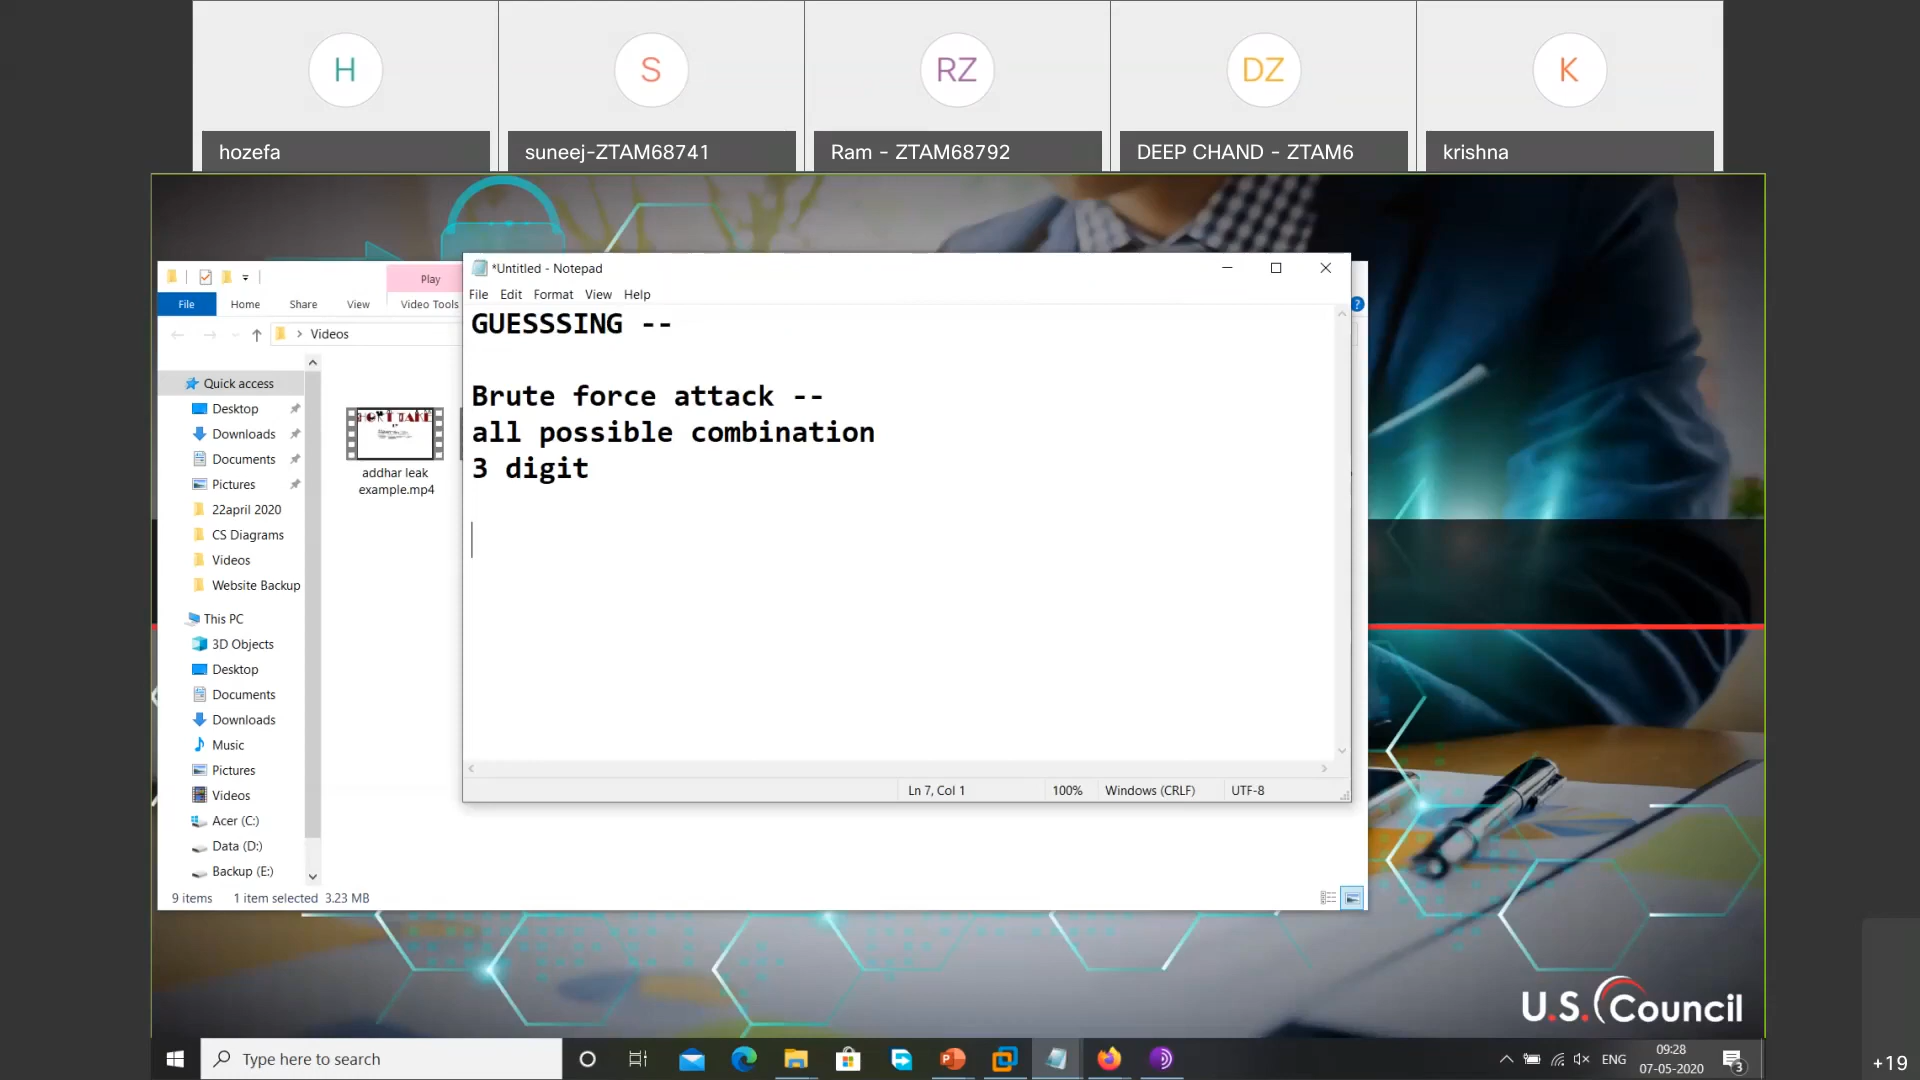 H
S
RZ
DZ
K
hozefa
suneej-ZTAM68741
Ram - ZTAM68792
DEEP CHAND - ZTAM6
krishna
Play
File
Home
Share
View
Video Tools
Videos
Quick access
Desktop
Downloads
Documents
Pictures
22april 2020
CS Diagrams
Videos
Website Backup
This PC
3D Objects
Desktop
Documents
Downloads
Music
Pictures
Videos
Acer (C:)
Data (D:)
Backup (E:)
addhar leak
example.mp4
9 items 1 item selected 3.23 MB
*Untitled - Notepad
File Edit Format View Help
GUESSSING --
Brute force attack --
all possible combination
3 digit
Ln 7, Col 1 100% Windows (CRLF) UTF-8
U.S. Council
Type here to search
ENG
09:28
07-05-2020
3
+19